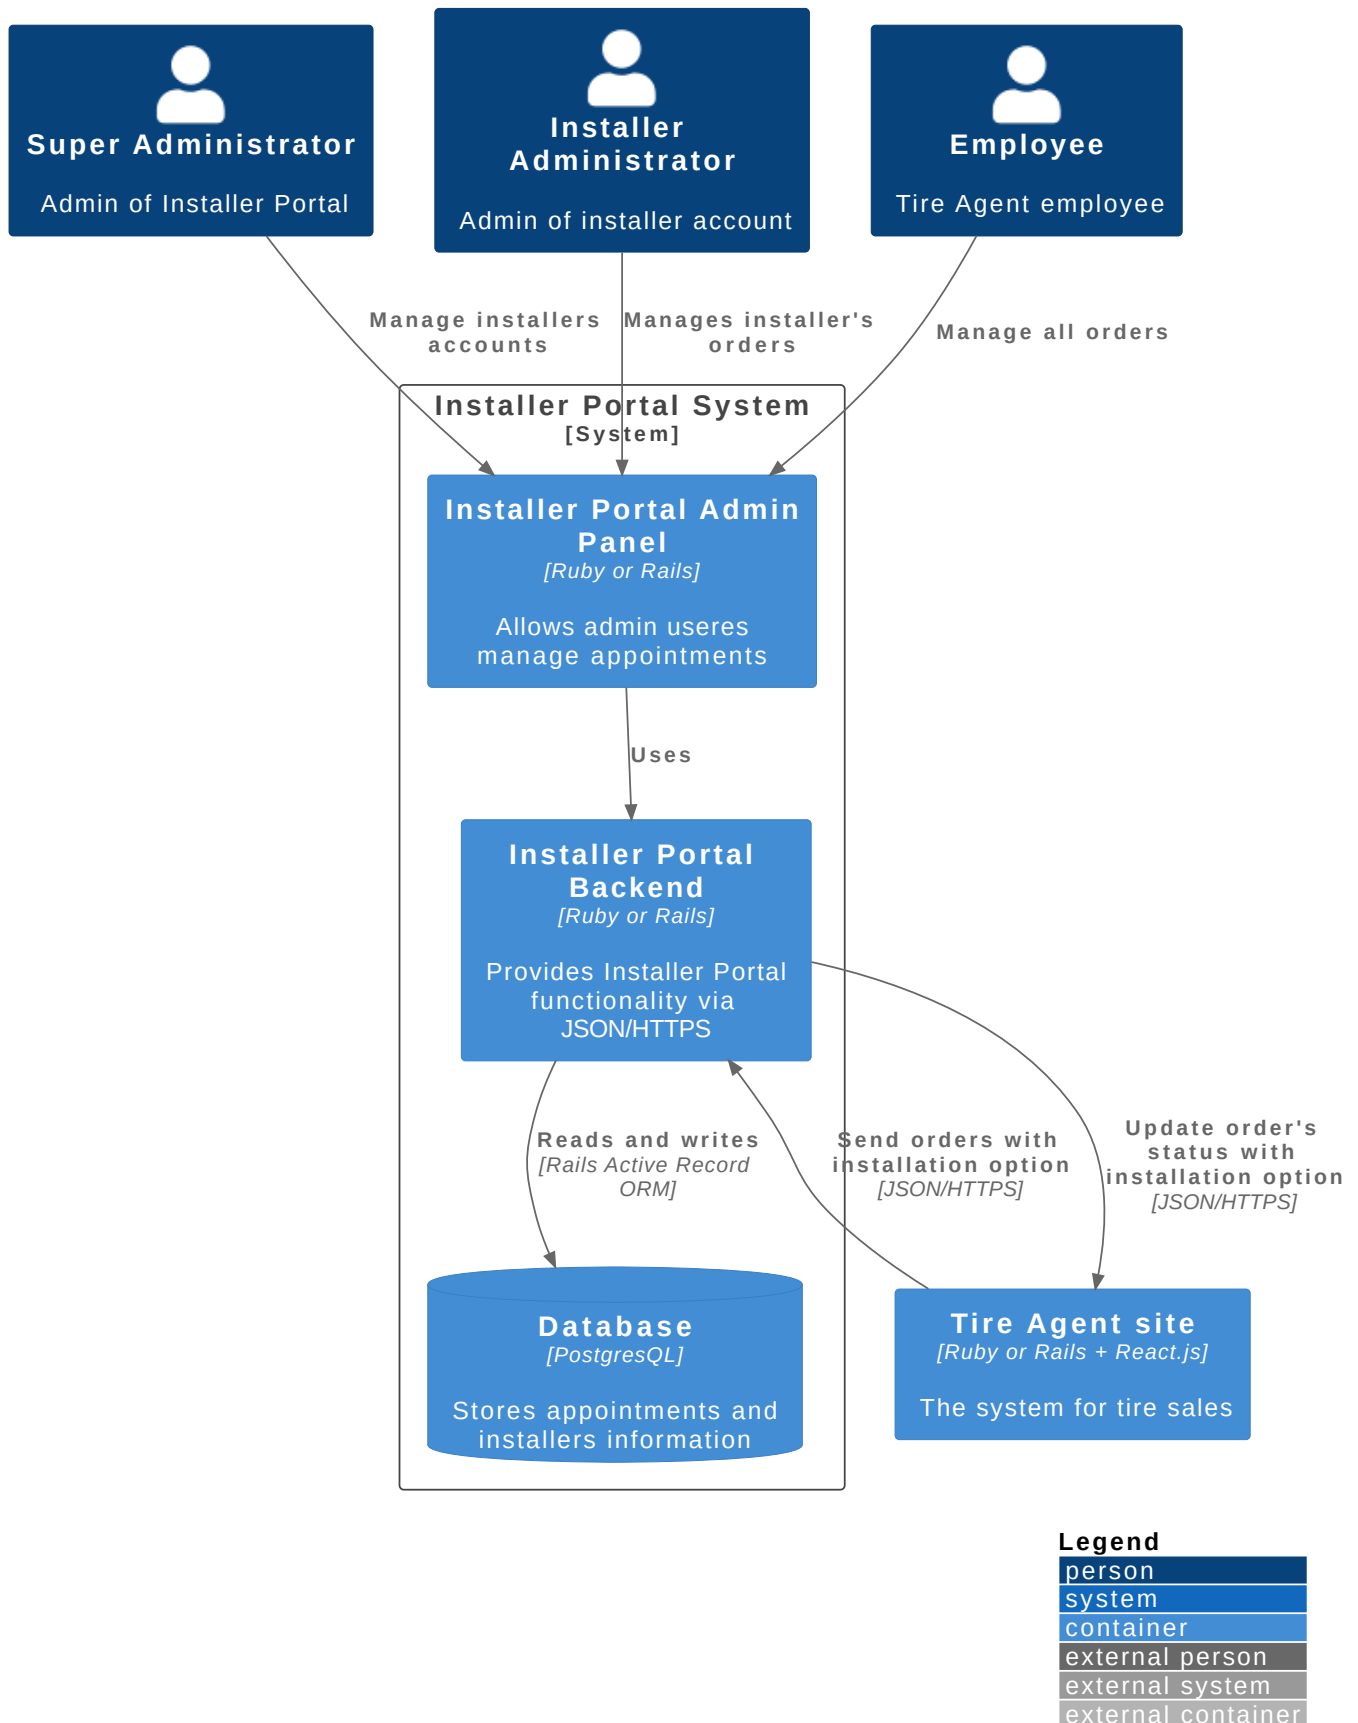 Super Administrator
Admin of Installer Portal
Installer
Administrator
Admin of installer account
Employee
Tire Agent employee
Manage installers
accounts
Manages installer's
orders
Manage all orders
Installer Portal System
[System]
Installer Portal Admin
Panel
[Ruby or Rails]
Allows admin useres
manage appointments
Uses
Installer Portal
Backend
[Ruby or Rails]
Provides Installer Portal
functionality via
JSON/HTTPS
Reads and writes
[Rails Active Record
ORM]
Send orders with
installation option
[JSON/HTTPS]
Update order's
status with
installation option
[JSON/HTTPS]
Database
[PostgresQL]
Stores appointments and
installers information
Tire Agent site
[Ruby or Rails + React.js]
The system for tire sales
Legend
person
system
container
external person
external system
external container